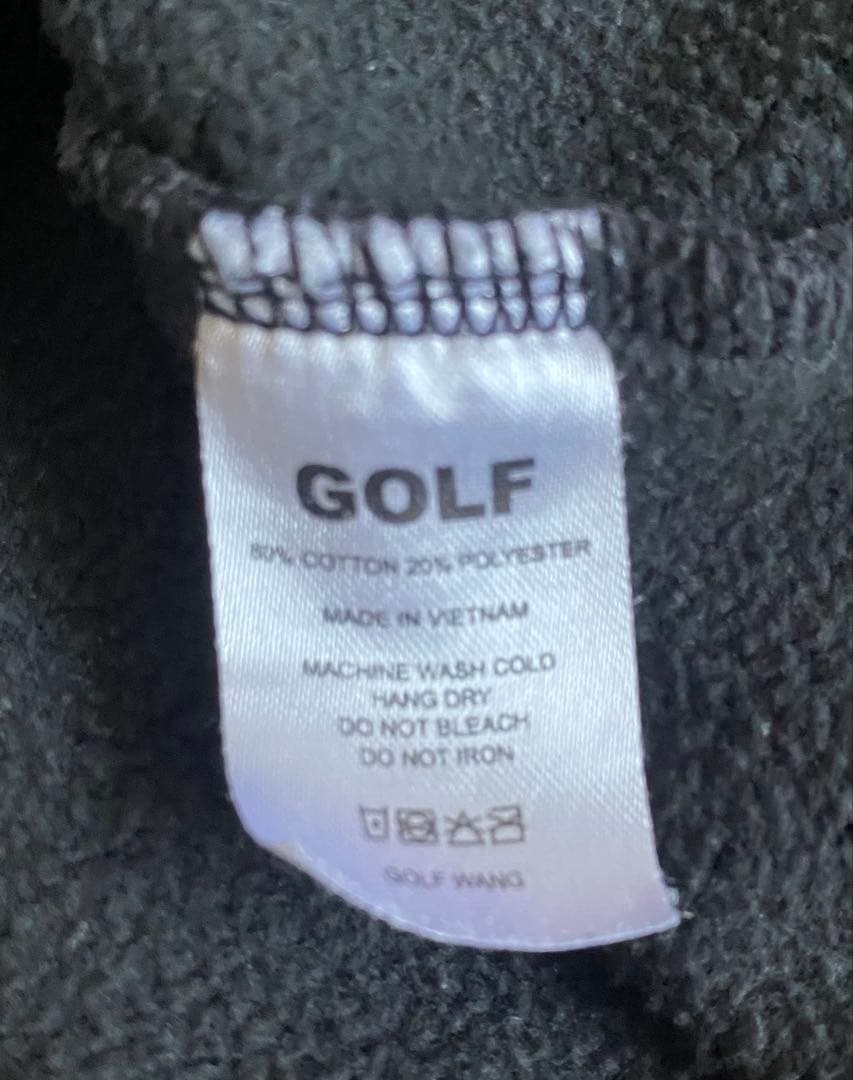 GOLF
80% COTTON 20% POLYESTER
MADE IN VIETNAM
MACHINE WASH COLD
HANG DRY
DO NOT BLEACH
DO NOT IRON
GOLF WANG